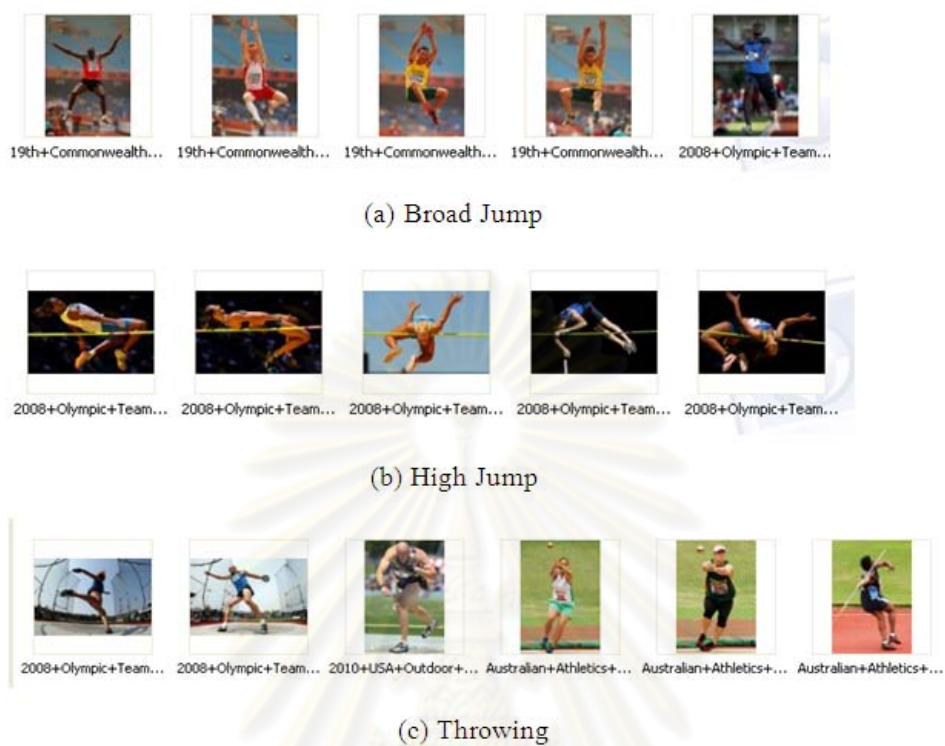 19th+Commonwealth... 19th+Commonwealth... 19th+Commonwealth... 19th+Commonwealth... 2008+Olympic+Team...
(a) Broad Jump
2008+Olympic+Team... 2008+Olympic+Team... 2008+Olympic+Team... 2008+Olympic+Team... 2008+Olympic+Team...
(b) High Jump
2008+Olympic+Team... 2008+Olympic+Team... 2010+USA+Outdoor+... Australian+Athletics+... Australian+Athletics+... Australian+Athletics+...
(c) Throwing